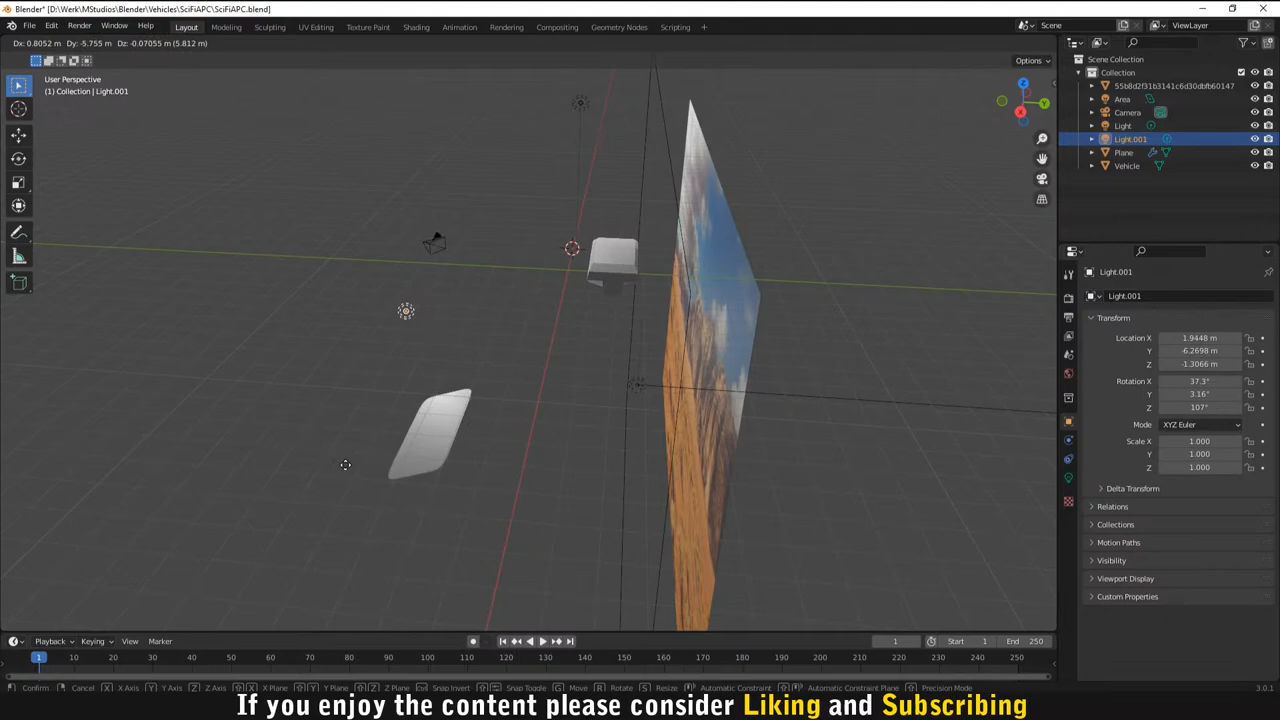 Blender* [D:\Werk\MStudios\Blender\Vehicles\SciFiAPC\SciFiAPC.blend]
File Edit Render Window Help Layout Modeling Sculpting UV Editing Texture Paint Shading Animation Rendering Compositing Geometry Nodes Scripting Scene ViewLayer
Dx: 0.8052 m Dy: -5.755 m Dz: -0.07055 m (5.812 m)
Options
User Perspective
(1) Collection | Light.001
Z
Y
X
Scene Collection
Collection
55b8d2f31b3141c6d30dbfb60147
Area
Camera
Light
Light.001
Plane
Vehicle
Light.001
Light.001
Transform
Location X 1.9448 m
Y -6.2698 m
Z -1.3066 m
Rotation X 37.3°
Y 3.16°
Z 107°
Mode XYZ Euler
Scale X 1.000
Y 1.000
Z 1.000
Delta Transform
Relations
Collections
Motion Paths
Visibility
Viewport Display
Custom Properties
Playback Keying View Marker 1 Start 1 End 250
1 10 20 30 40 50 60 70 80 90 100 110 120 130 140 150 160 170 180 190 200 210 220 230 240 250
Confirm Cancel X X Axis Y Y Axis Z Z Axis X X Plane Y Y Plane Z Z Plane Snap Invert Snap Toggle G Move R Rotate S Resize Automatic Constraint Automatic Constraint Plane Precision Mode 3.0.1
If you enjoy the content please consider Liking and Subscribing